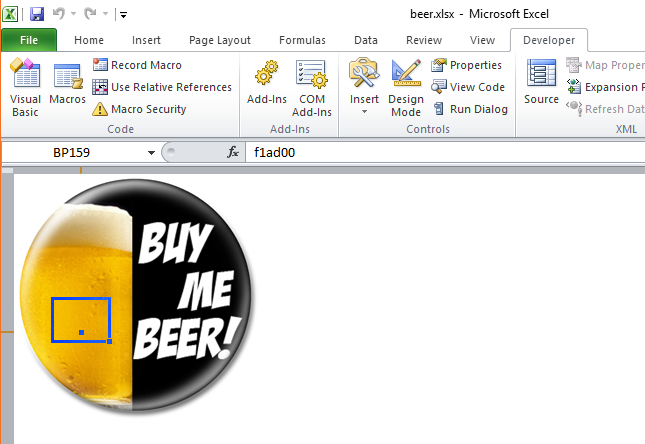 beer.xlsx - Microsoft Excel
File Home Insert Page Layout Formulas Data Review View Developer
Visual Basic
Macros
Record Macro
Use Relative References
Macro Security
Code
Add-Ins
COM Add-Ins
Add-Ins
Insert
Design Mode
Properties
View Code
Run Dialog
Controls
Source
Map Proper
Expansion P
Refresh Dat
XML
BP159 fx f1ad00
BUY
ME
BEER!